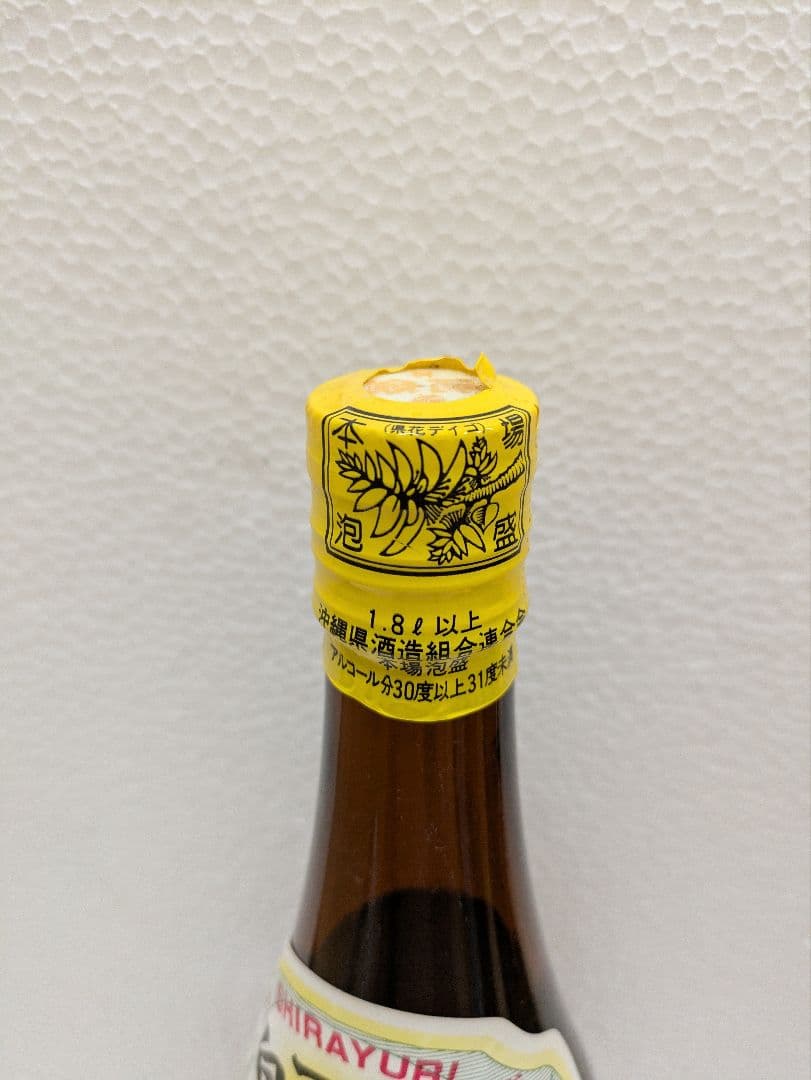 本 (県花デイゴ) 場
泡 盛
1.8ℓ以上
沖縄県酒造組合連合会
本場泡盛
アルコール分30度以上31度未満
SHIRAYURI